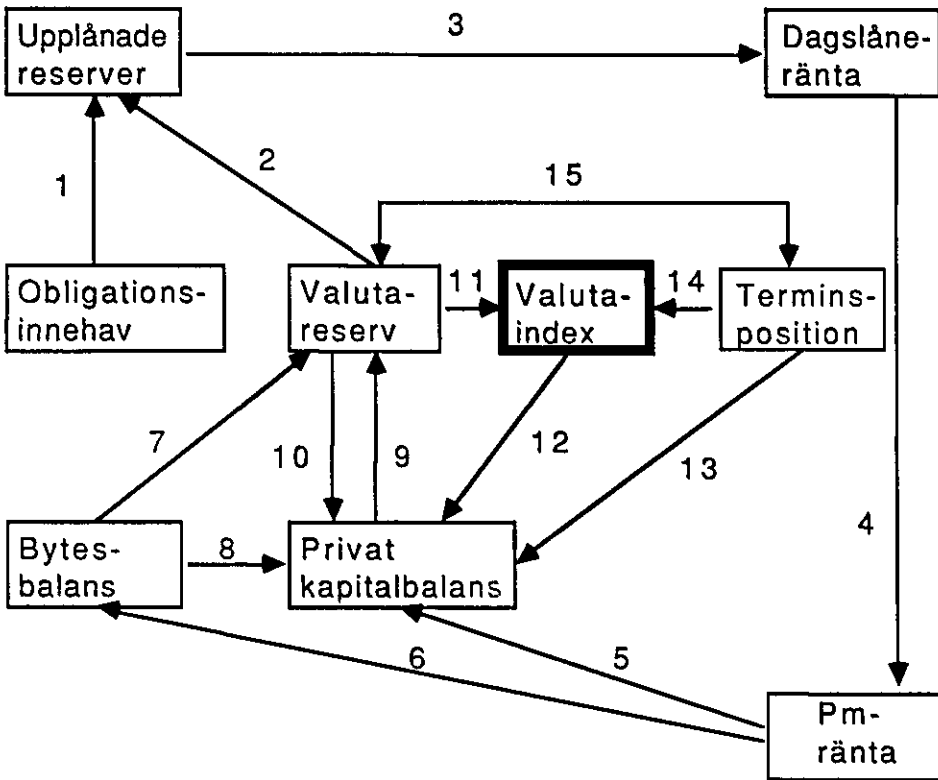 Upplånade
reserver
3
Dagslåne-
ränta
1
2
15
Obligations-
innehav
Valuta-
reserv
11
Valuta-
index
14
Termins-
position
7
10
9
12
13
4
Bytes-
balans
8
Privat
kapitalbalans
6
5
Pm-
ränta